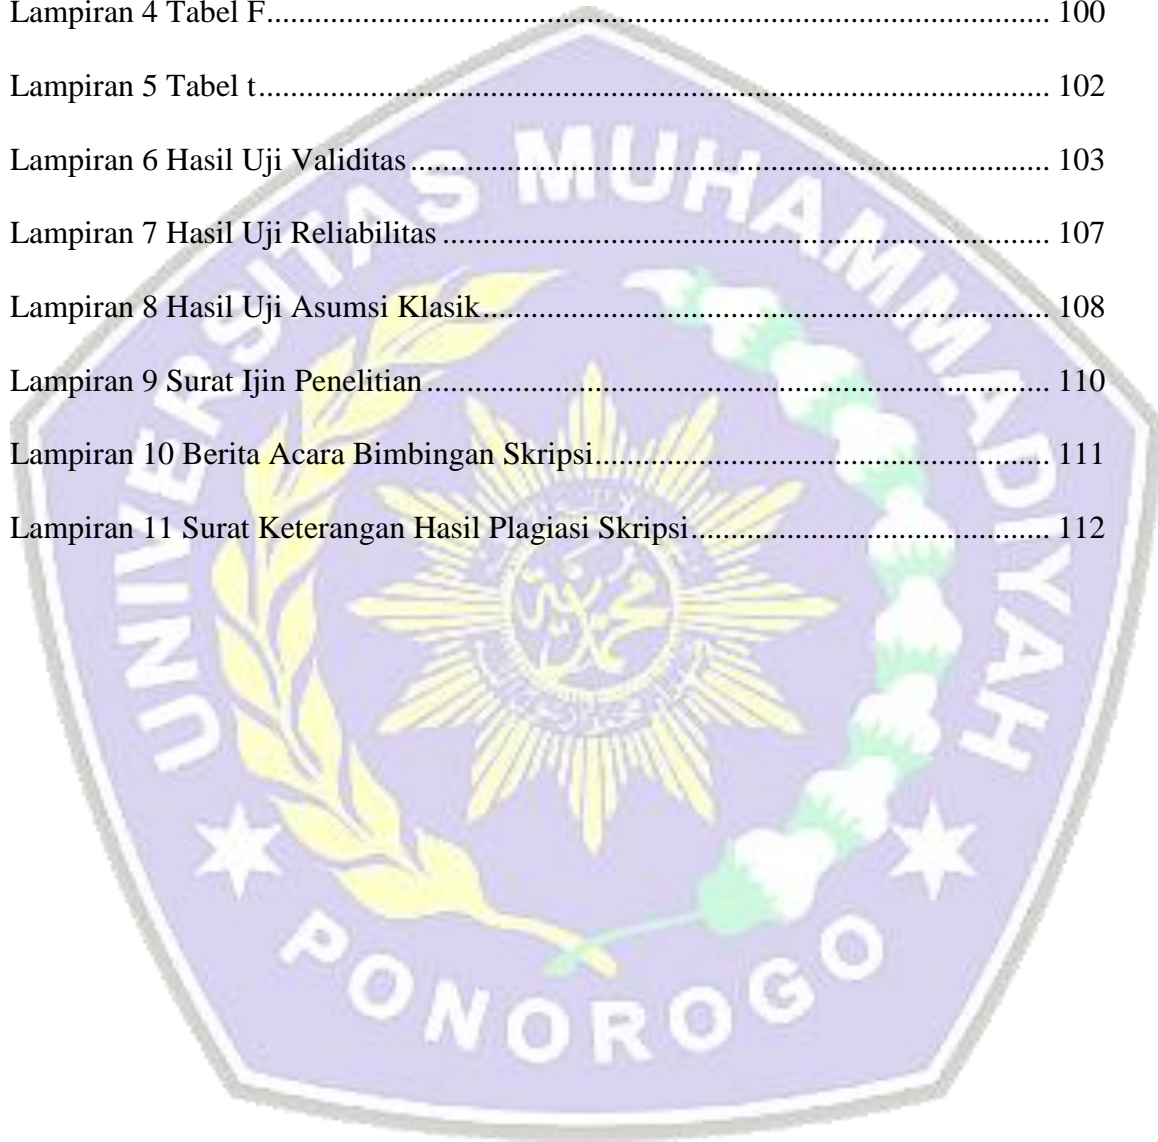 Lampiran 4 Tabel F.................................................................................................. 100
Lampiran 5 Tabel t................................................................................................... 102
Lampiran 6 Hasil Uji Validitas................................................................................ 103
Lampiran 7 Hasil Uji Reliabilitas............................................................................ 107
Lampiran 8 Hasil Uji Asumsi Klasik....................................................................... 108
Lampiran 9 Surat Ijin Penelitian.............................................................................. 110
Lampiran 10 Berita Acara Bimbingan Skripsi......................................................... 111
Lampiran 11 Surat Keterangan Hasil Plagiasi Skripsi............................................. 112
UNIVERSITAS MUHAMMADIYAH
PONOROGO
محمدية